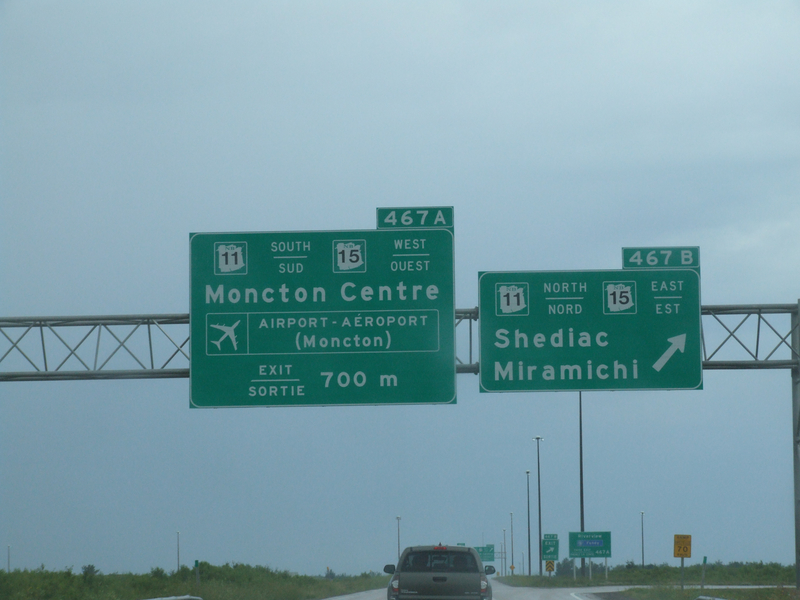 467A
11 SOUTH SUD 15 WEST OUEST
Moncton Centre
AIRPORT - AÉROPORT
(Moncton)
EXIT SORTIE 700 m
467 B
11 NORTH NORD 15 EAST EST
Shediac
Miramichi
70